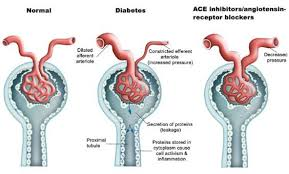 Normal
Diabetes
ACE inhibitors/angiotensin-
receptor blockers
Dilated afferent
arteriole
Constricted efferent
arteriole
(increased pressure)
Decreased
pressure
Secretion of proteins
(leakage)
Proximal
tubule
Proteins stored in
cytoplasm cause
cell activism &
inflammation